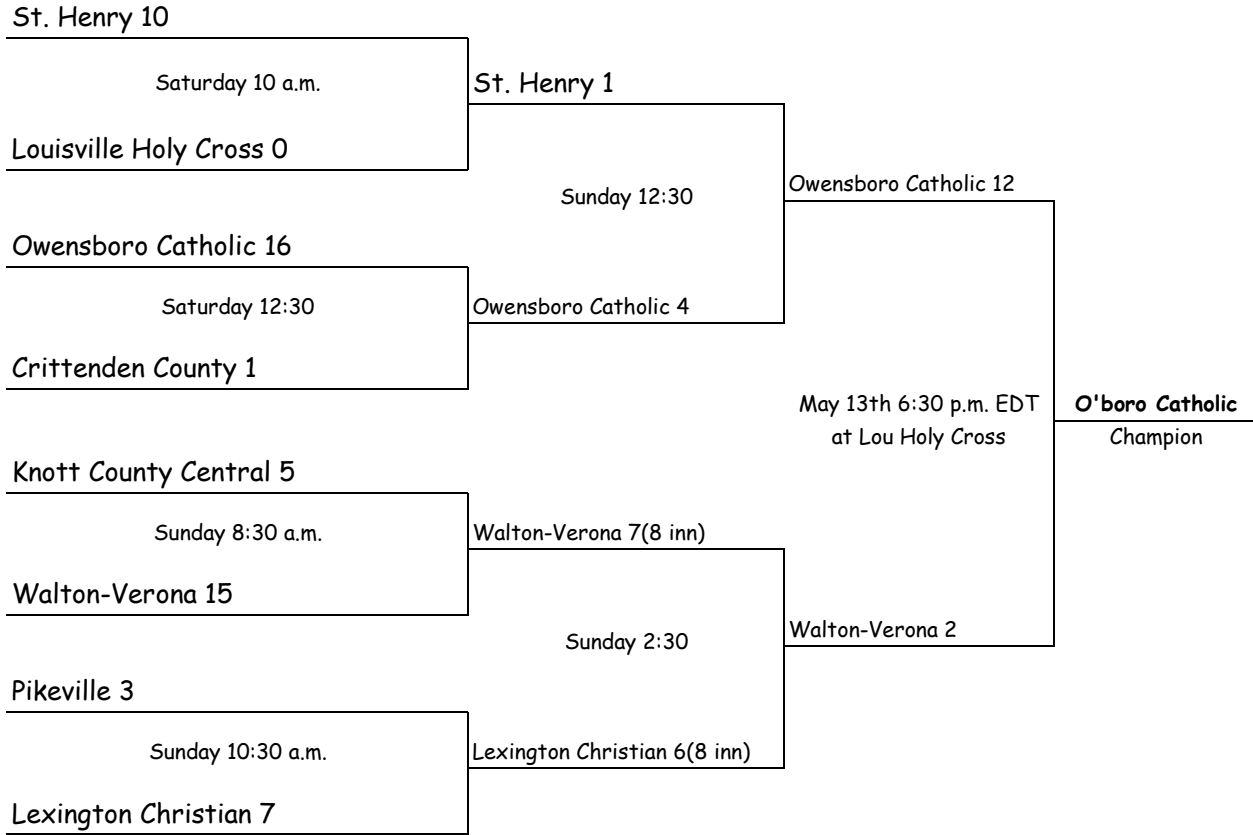 St. Henry 10
Saturday 10 a.m.
St. Henry 1
Louisville Holy Cross 0
Sunday 12:30
Owensboro Catholic 12
Owensboro Catholic 16
Saturday 12:30
Owensboro Catholic 4
Crittenden County 1
May 13th 6:30 p.m. EDT
at Lou Holy Cross
O'boro Catholic
Champion
Knott County Central 5
Sunday 8:30 a.m.
Walton-Verona 7(8 inn)
Walton-Verona 15
Sunday 2:30
Walton-Verona 2
Pikeville 3
Sunday 10:30 a.m.
Lexington Christian 6(8 inn)
Lexington Christian 7